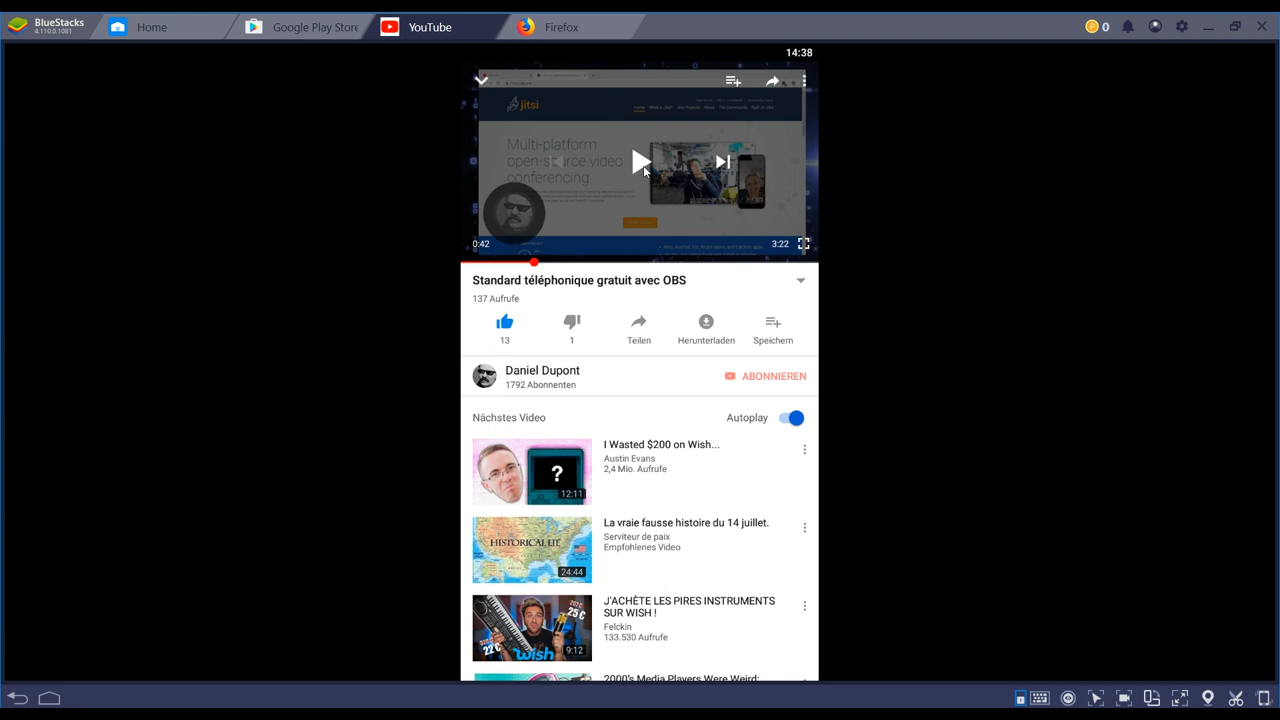 BlueStacks
4.110.0.1081
Home
Google Play Store
YouTube
Firefox
0
14:38
jitsi
Multi-platform
open-source video
conferencing
0:42
3:22
Standard téléphonique gratuit avec OBS
137 Aufrufe
13
1
Teilen
Herunterladen
Speichern
Daniel Dupont
1792 Abonnenten
ABONNIEREN
Nächstes Video
Autoplay
I Wasted $200 on Wish...
Austin Evans
2,4 Mio. Aufrufe
?
12:11
La vraie fausse histoire du 14 juillet.
Serviteur de paix
Empfohlenes Video
24:44
J'ACHÈTE LES PIRES INSTRUMENTS
SUR WISH !
Felckin
133.530 Aufrufe
25€
22€
wish
9:12
2000's Media Players Were Weird: